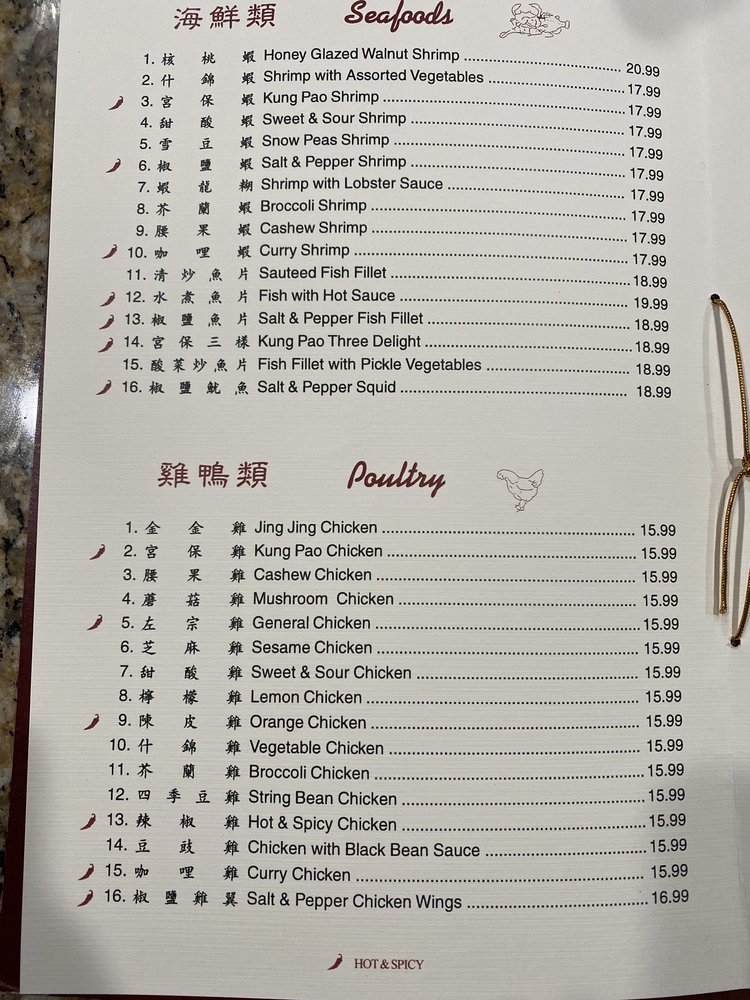 海鮮類 Seafoods
1. 核桃蝦 Honey Glazed Walnut Shrimp 20.99
2. 什錦蝦 Shrimp with Assorted Vegetables 17.99
3. 宮保蝦 Kung Pao Shrimp 17.99
4. 甜酸蝦 Sweet & Sour Shrimp 17.99
5. 雪豆蝦 Snow Peas Shrimp 17.99
6. 椒鹽蝦 Salt & Pepper Shrimp 17.99
7. 蝦龍糊 Shrimp with Lobster Sauce 17.99
8. 芥蘭蝦 Broccoli Shrimp 17.99
9. 腰果蝦 Cashew Shrimp 17.99
10. 咖哩蝦 Curry Shrimp 17.99
11. 清炒魚片 Sauteed Fish Fillet 18.99
12. 水煮魚片 Fish with Hot Sauce 19.99
13. 椒鹽魚片 Salt & Pepper Fish Fillet 18.99
14. 宮保三樣 Kung Pao Three Delight 18.99
15. 酸菜炒魚片 Fish Fillet with Pickle Vegetables 18.99
16. 椒鹽魷魚 Salt & Pepper Squid 18.99
雞鴨類 Poultry
1. 金金雞 Jing Jing Chicken 15.99
2. 宮保雞 Kung Pao Chicken 15.99
3. 腰果雞 Cashew Chicken 15.99
4. 蘑菇雞 Mushroom Chicken 15.99
5. 左宗雞 General Chicken 15.99
6. 芝麻雞 Sesame Chicken 15.99
7. 甜酸雞 Sweet & Sour Chicken 15.99
8. 檸檬雞 Lemon Chicken 15.99
9. 陳皮雞 Orange Chicken 15.99
10. 什錦雞 Vegetable Chicken 15.99
11. 芥蘭雞 Broccoli Chicken 15.99
12. 四季豆雞 String Bean Chicken 15.99
13. 辣椒雞 Hot & Spicy Chicken 15.99
14. 豆豉雞 Chicken with Black Bean Sauce 15.99
15. 咖哩雞 Curry Chicken 15.99
16. 椒鹽雞翼 Salt & Pepper Chicken Wings 16.99
HOT & SPICY